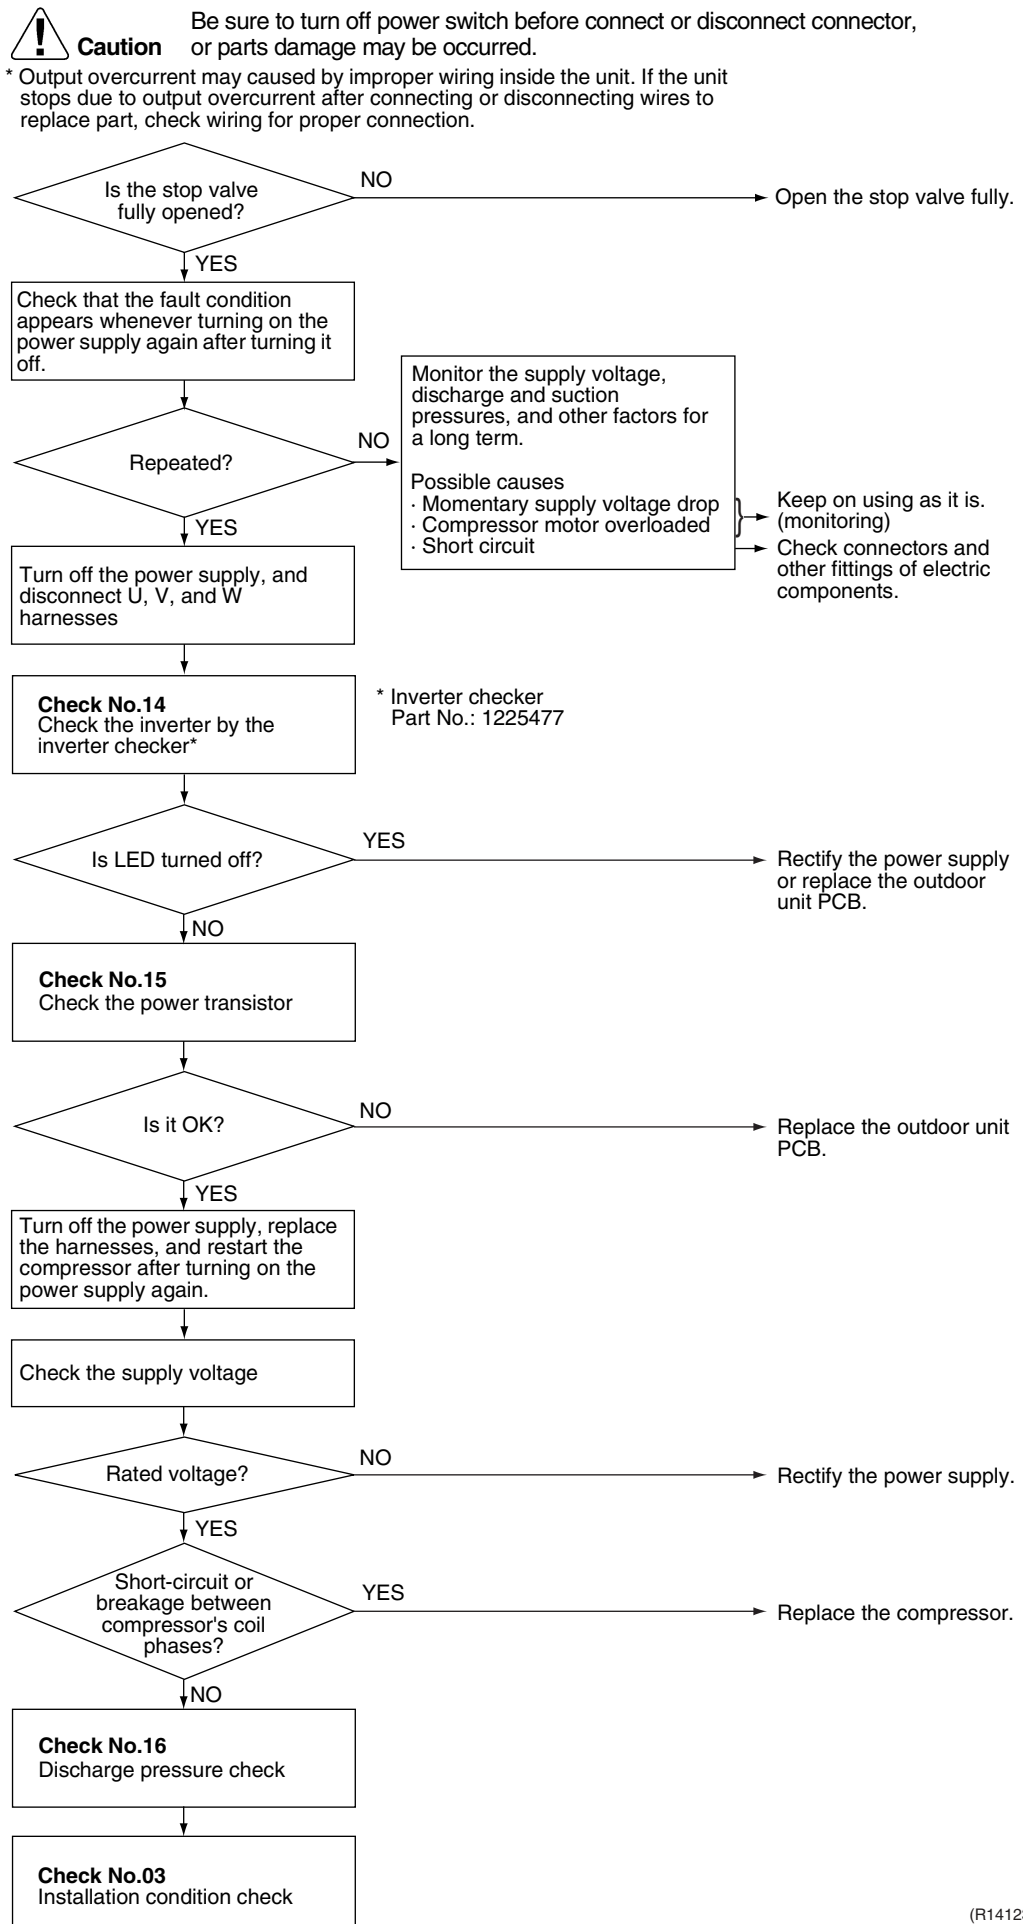 Be sure to turn off power switch before connect or disconnect connector,
Caution or parts damage may be occurred.
* Output overcurrent may caused by improper wiring inside the unit. If the unit
stops due to output overcurrent after connecting or disconnecting wires to
replace part, check wiring for proper connection.
Is the stop valve
fully opened?
NO
Open the stop valve fully.
YES
Check that the fault condition
appears whenever turning on the
power supply again after turning it
off.
Repeated?
NO
Monitor the supply voltage,
discharge and suction
pressures, and other factors for
a long term.
Possible causes
· Momentary supply voltage drop
· Compressor motor overloaded
· Short circuit
Keep on using as it is.
(monitoring)
Check connectors and
other fittings of electric
components.
YES
Turn off the power supply, and
disconnect U, V, and W
harnesses
Check No.14
Check the inverter by the
inverter checker*
* Inverter checker
Part No.: 1225477
Is LED turned off?
YES
Rectify the power supply
or replace the outdoor
unit PCB.
NO
Check No.15
Check the power transistor
Is it OK?
NO
Replace the outdoor unit
PCB.
YES
Turn off the power supply, replace
the harnesses, and restart the
compressor after turning on the
power supply again.
Check the supply voltage
Rated voltage?
NO
Rectify the power supply.
YES
Short-circuit or
breakage between
compressor's coil
phases?
YES
Replace the compressor.
NO
Check No.16
Discharge pressure check
Check No.03
Installation condition check